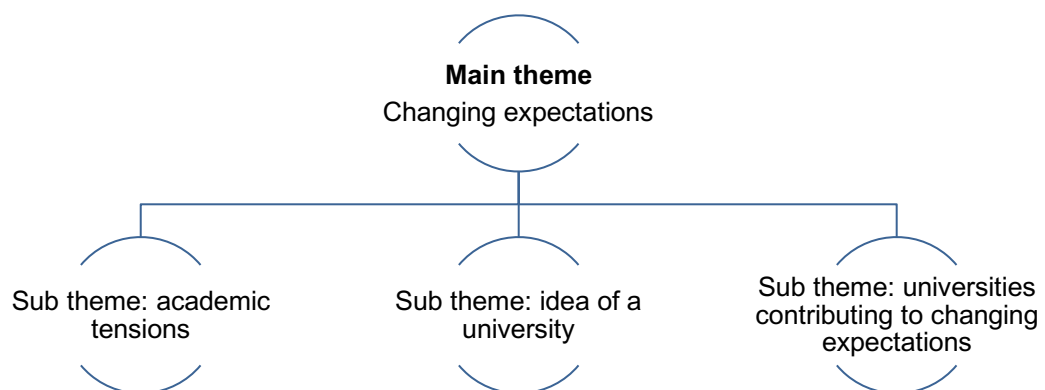 Main theme
Changing expectations
Sub theme: academic
tensions
Sub theme: idea of a
university
Sub theme: universities
contributing to changing
expectations